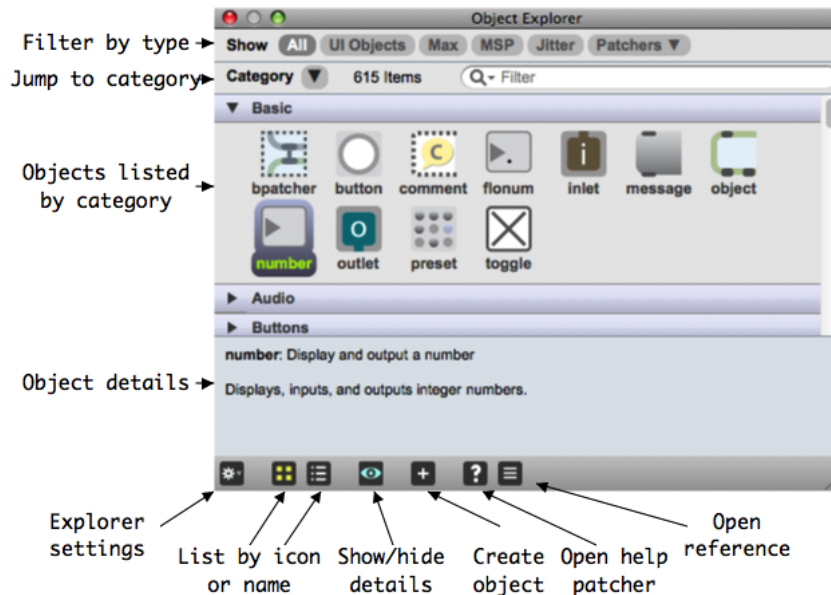 Object Explorer
Filter by type
Show All UI Objects Max MSP Jitter Patchers ▼
Jump to category
Category ▼ 615 Items Filter
▼ Basic
Objects listed
by category
C i
bpatcher button comment flonum inlet message object
O
number outlet preset toggle
▶ Audio
▶ Buttons
number: Display and output a number
Object details
Displays, inputs, and outputs integer numbers.
+ ?
Explorer
settings
List by icon
or name
Show/hide
details
Create
object
Open help
patcher
Open
reference